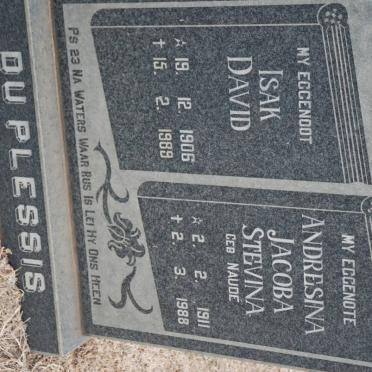 MY EGGENOOT
ISAK
DAVID
☆ 19. 12. 1906
✝ 15. 2. 1989
MY EGGENOTE
ANDRESINA
JACOBA
STEWINA
GEB NAUDE
☆ 2. 2. 1911
✝ 2. 3. 1988
PS 23 NA WATERS WAAR RUS IS LEI HY ONS HEEN
DU PLESSIS